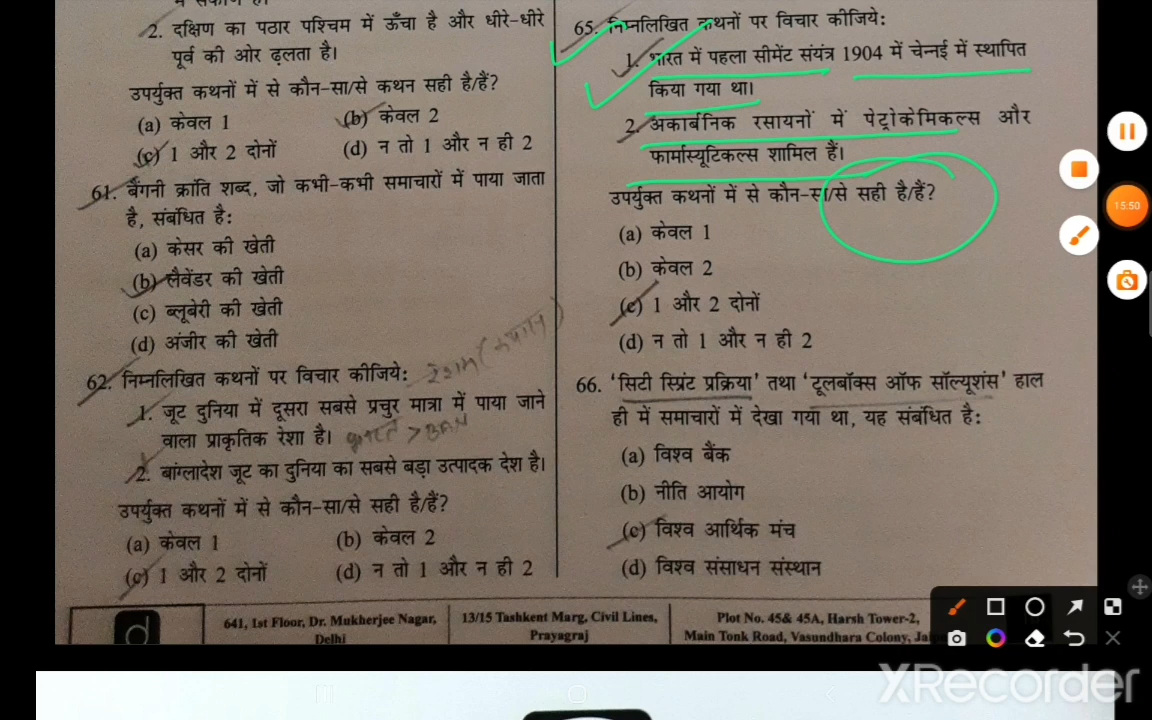 2. दक्षिण का पठार पश्चिम में ऊँचा है और धीरे-धीरे
पूर्व की ओर ढ़लता है।
उपर्युक्त कथनों में से कौन-सा/से कथन सही है/हैं?
(a) केवल 1
(b) केवल 2
(c) 1 और 2 दोनों
(d) न तो 1 और न ही 2
61. बैंगनी क्रांति शब्द, जो कभी-कभी समाचारों में पाया जाता
है, संबंधित है:
(a) केसर की खेती
(b) लैवेंडर की खेती
(c) ब्लूबेरी की खेती
(d) अंजीर की खेती
62. निम्नलिखित कथनों पर विचार कीजिये:
1. जूट दुनिया में दूसरा सबसे प्रचुर मात्रा में पाया जाने
वाला प्राकृतिक रेशा है। > BAN
2. बांग्लादेश जूट का दुनिया का सबसे बड़ा उत्पादक देश है।
उपर्युक्त कथनों में से कौन-सा/से सही है/हैं?
(a) केवल 1
(b) केवल 2
(c) 1 और 2 दोनों
(d) न तो 1 और न ही 2
65. निम्नलिखित कथनों पर विचार कीजिये:
1. भारत में पहला सीमेंट संयंत्र 1904 में चेन्नई में स्थापित
किया गया था।
2. अकार्बनिक रसायनों में पेट्रोकेमिकल्स और
फार्मास्यूटिकल्स शामिल हैं।
उपर्युक्त कथनों में से कौन-सा/से सही है/हैं?
(a) केवल 1
(b) केवल 2
(c) 1 और 2 दोनों
(d) न तो 1 और न ही 2
66. 'सिटी स्प्रिंट प्रक्रिया' तथा 'टूलबॉक्स ऑफ सॉल्यूशंस' हाल
ही में समाचारों में देखा गया था, यह संबंधित है:
(a) विश्व बैंक
(b) नीति आयोग
(c) विश्व आर्थिक मंच
(d) विश्व संसाधन संस्थान
641, 1st Floor, Dr. Mukherjee Nagar,
Delhi
13/15 Tashkent Marg, Civil Lines,
Prayagraj
Plot No. 45& 45A, Harsh Tower-2,
Main Tonk Road, Vasundhara Colony,
15:50
XRecorder